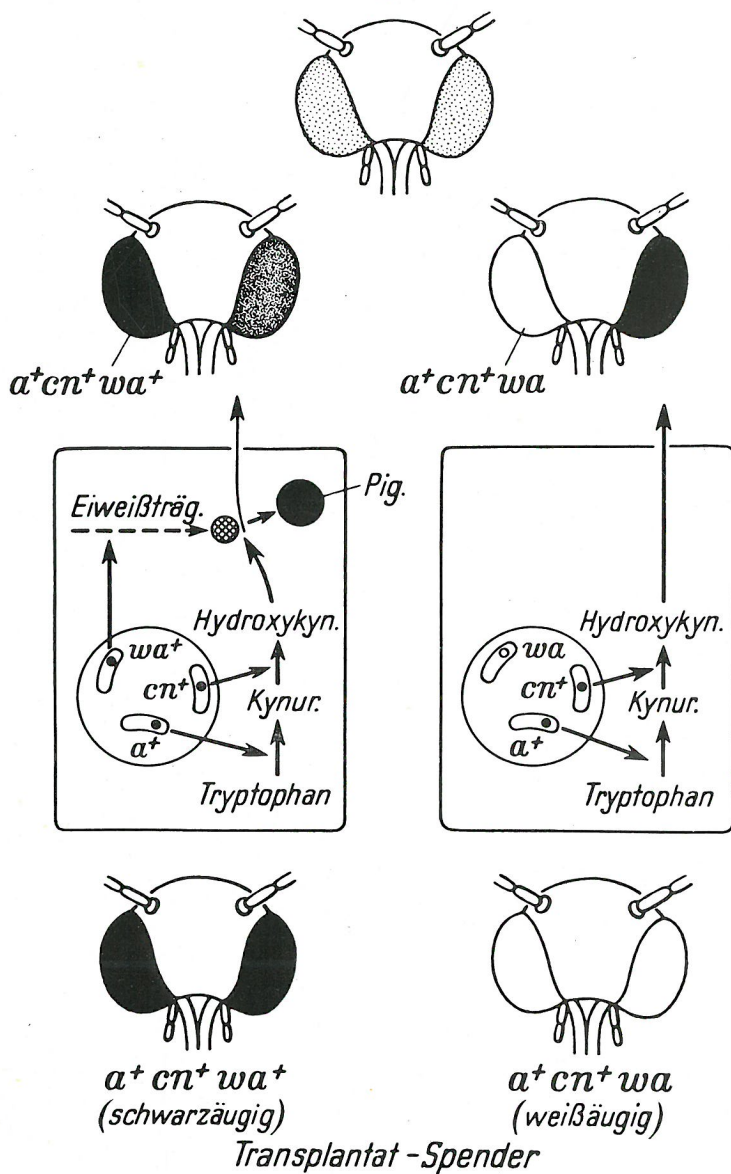 a⁺cn⁺wa⁺
a⁺cn⁺wa
Eiweißträg.
Pig.
Hydroxykyn.
wa⁺
cn⁺
Kynur.
a⁺
Tryptophan
Hydroxykyn.
wa
cn⁺
Kynur.
a⁺
Tryptophan
a⁺ cn⁺ wa⁺
(schwarzäugig)
a⁺ cn⁺ wa
(weißäugig)
Transplantat-Spender